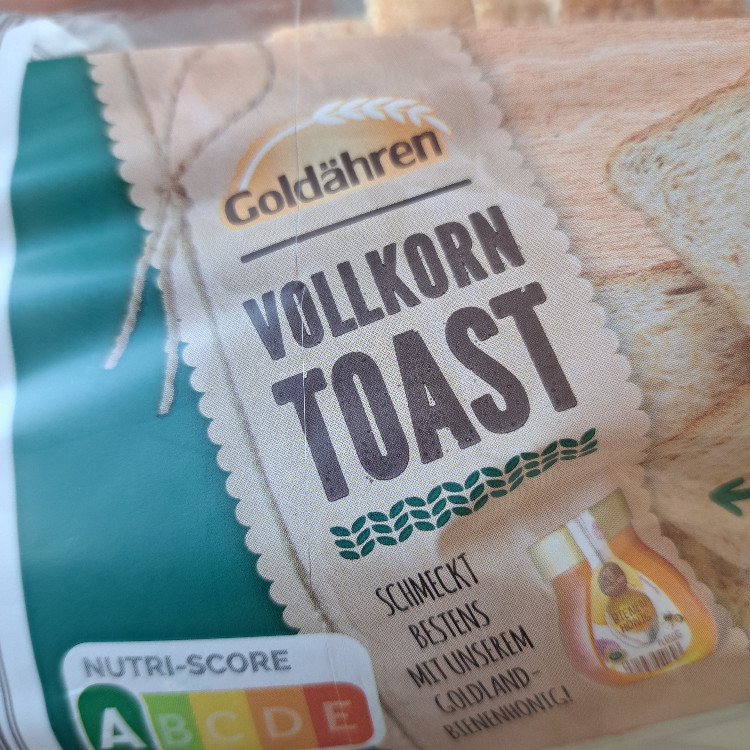 Goldähren
VOLLKORN
TOAST
SCHMECKT
BESTENS
MIT UNSEREM
GOLDLAND-
BIENENHONIG!
NUTRI-SCORE
A B C D E